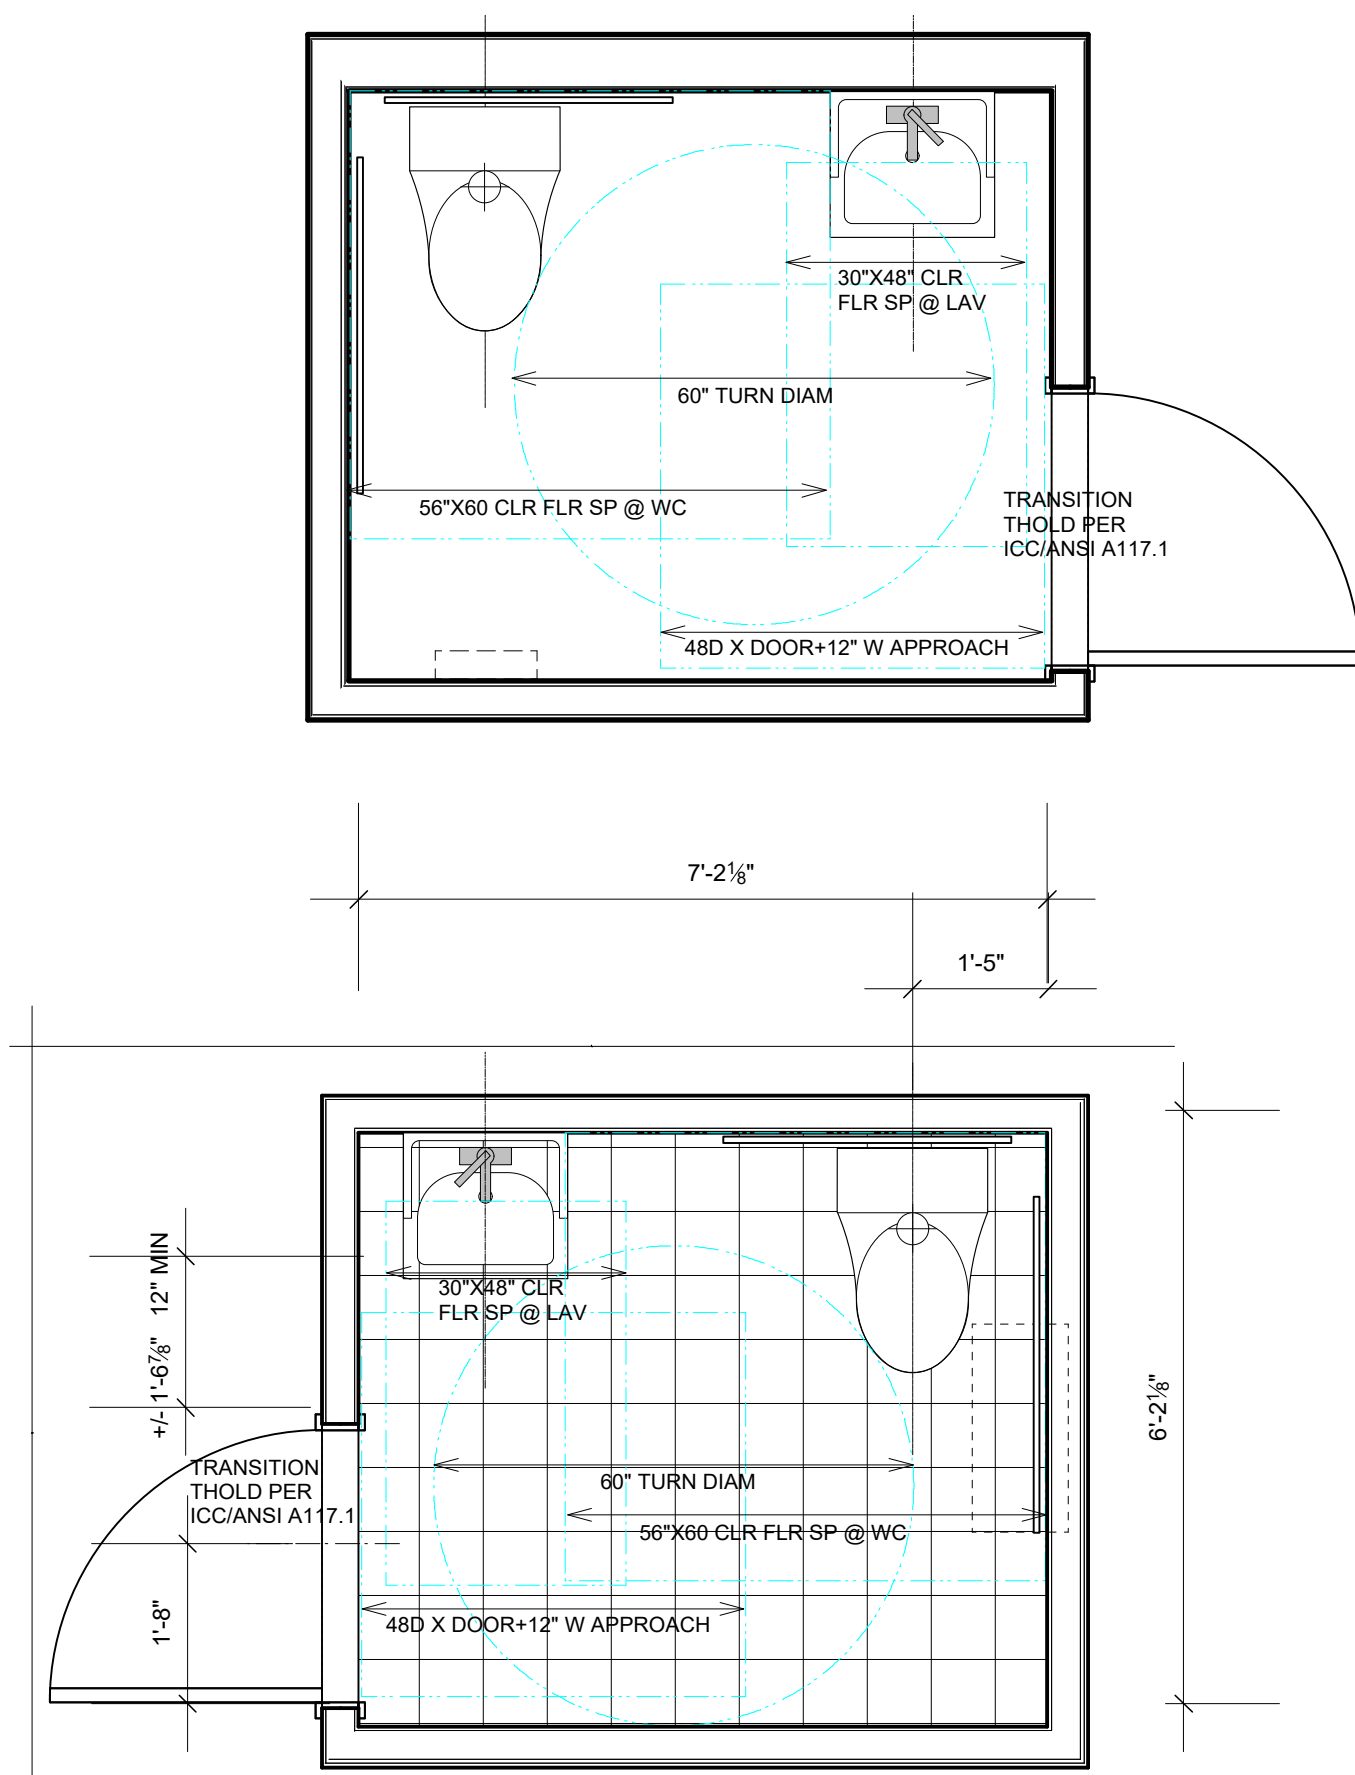 30"X48" CLR
FLR SP @ LAV
60" TURN DIAM
56"X60 CLR FLR SP @ WC
TRANSITION
THOLD PER
ICC/ANSI A117.1
48D X DOOR+12" W APPROACH
7'-2⅛"
1'-5"
12" MIN
+/- 1'-6⅞"
30"X48" CLR
FLR SP @ LAV
6'-2⅛"
TRANSITION
THOLD PER
ICC/ANSI A117.1
60" TURN DIAM
56"X60 CLR FLR SP @ WC
1'-8"
48D X DOOR+12" W APPROACH